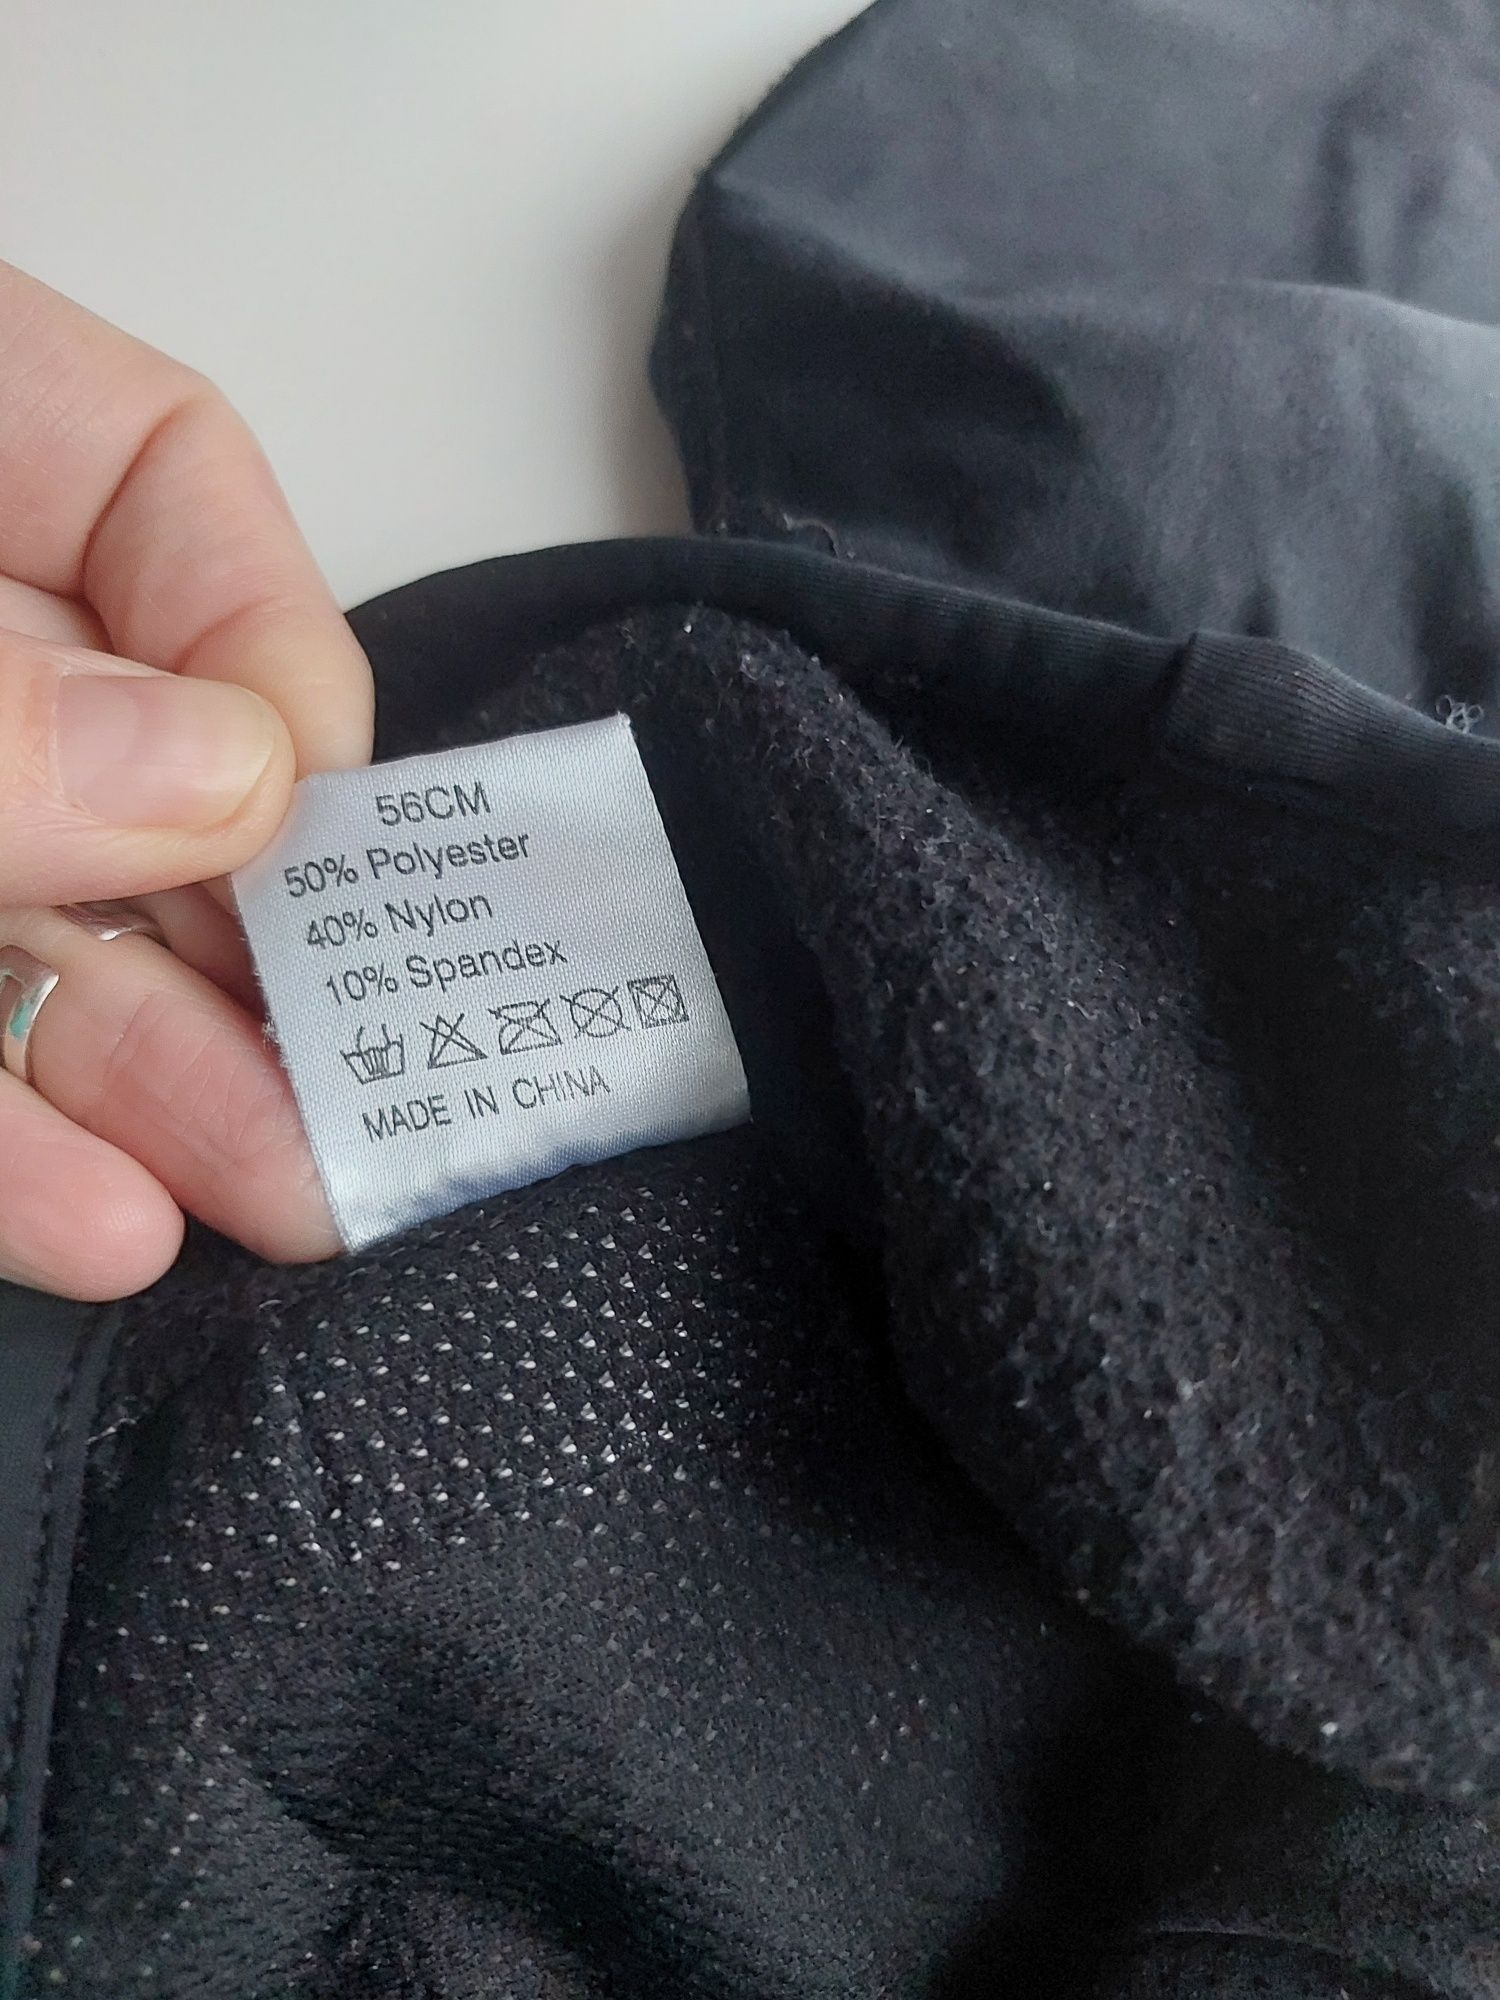 56CM
50% Polyester
40% Nylon
10% Spandex
MADE IN CHINA